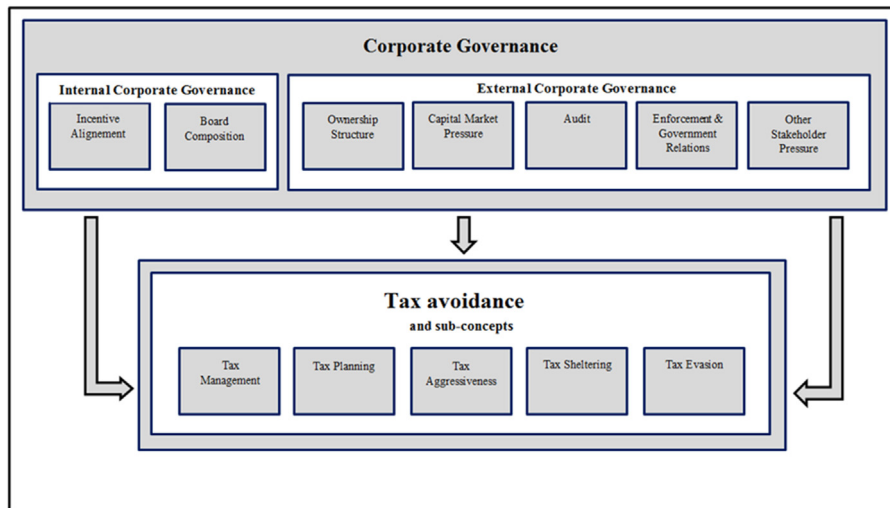 Corporate Governance
Internal Corporate Governance
Incentive
Alignement
Board
Composition
External Corporate Governance
Ownership
Structure
Capital Market
Pressure
Audit
Enforcement &
Government
Relations
Other
Stakeholder
Pressure
Tax avoidance
and sub-concepts
Tax
Management
Tax Planning
Tax
Aggressiveness
Tax Sheltering
Tax Evasion